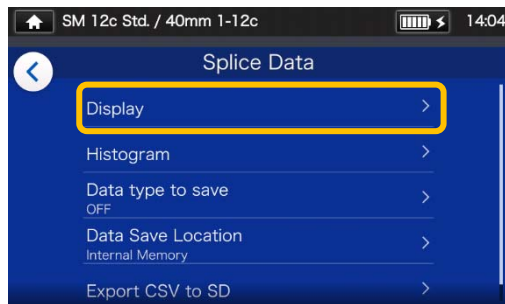 SM 12c Std. / 40mm 1-12c
14:04
Splice Data
Display
Histogram
Data type to save
OFF
Data Save Location
Internal Memory
Export CSV to SD